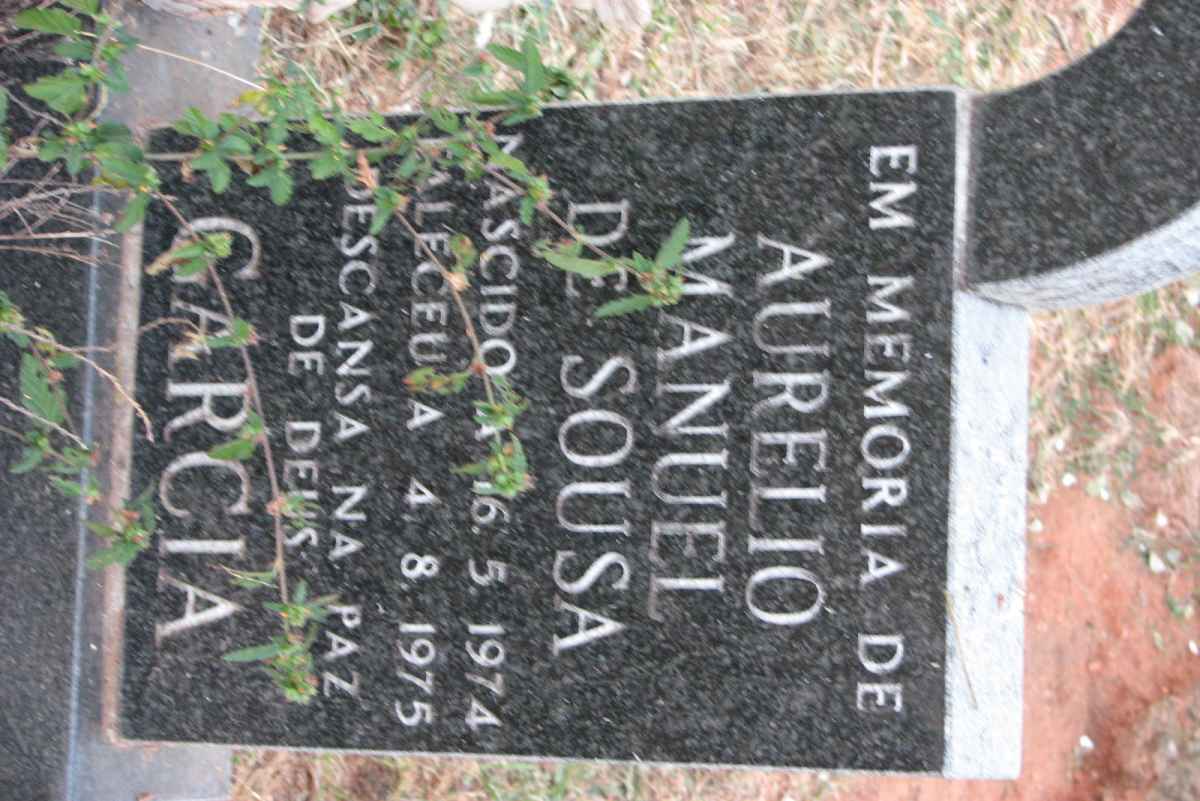 EM MEMORIA DE
AURELIO
MANUEL
DE SOUSA
NASCIDO A 16. 5. 1974
FALECEU A 4. 8. 1975
DESCANSA NA PAZ
DE DEUS.
GARCIA